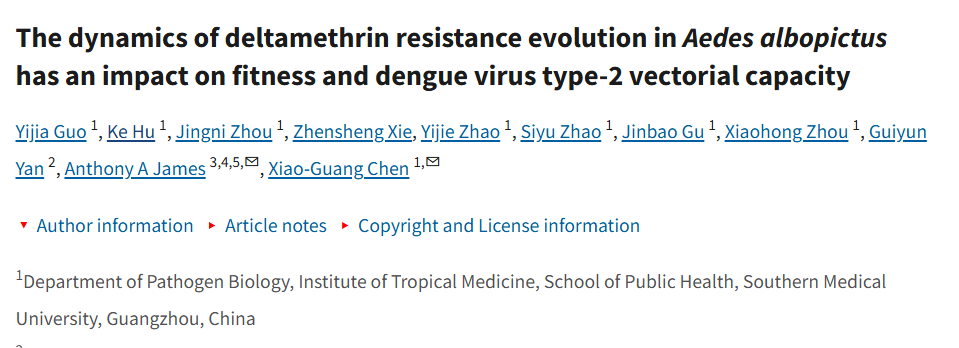 The dynamics of deltamethrin resistance evolution in Aedes albopictus
has an impact on fitness and dengue virus type-2 vectorial capacity
Yijia Guo 1, Ke Hu 1, Jingni Zhou 1, Zhensheng Xie, Yijie Zhao 1, Siyu Zhao 1, Jinbao Gu 1, Xiaohong Zhou 1, Guiyun
Yan 2, Anthony A James 3,4,5,✉, Xiao-Guang Chen 1,✉
Author information Article notes Copyright and License information
1Department of Pathogen Biology, Institute of Tropical Medicine, School of Public Health, Southern Medical
University, Guangzhou, China